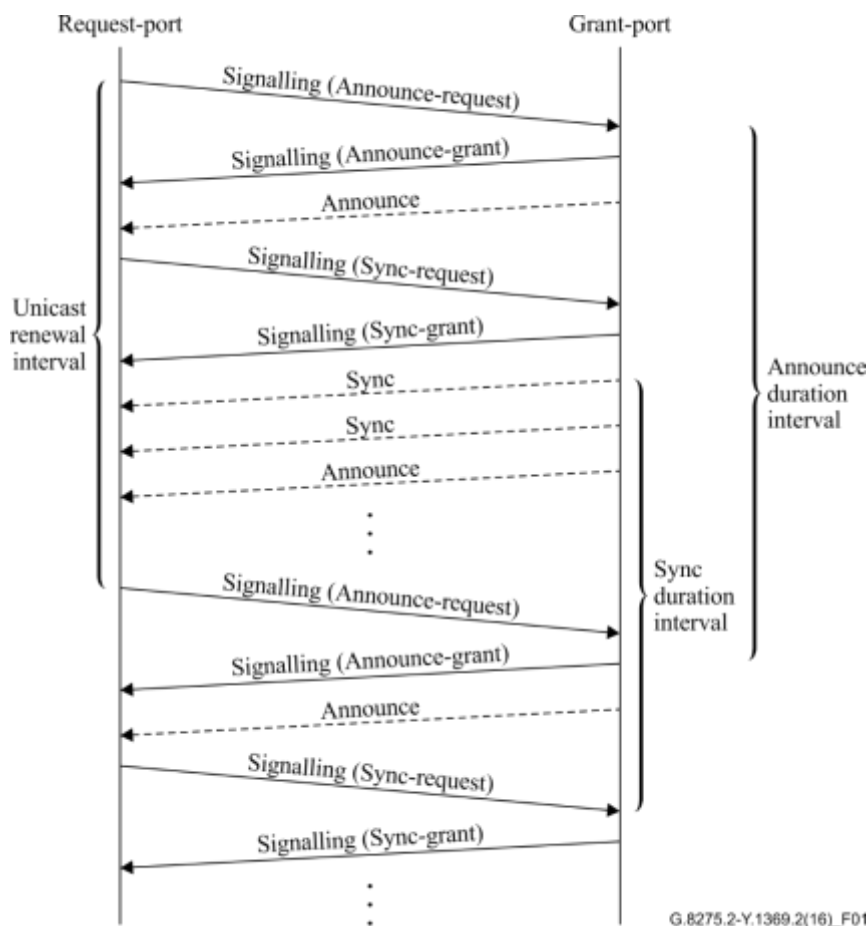 Request-port
Grant-port
Signalling (Announce-request)
Signalling (Announce-grant)
Announce
Signalling (Sync-request)
Unicast
renewal
interval
Signalling (Sync-grant)
Sync
Sync
Announce
Announce
duration
interval
Signalling (Announce-request)
Sync
duration
interval
Signalling (Announce-grant)
Announce
Signalling (Sync-request)
Signalling (Sync-grant)
G.8275.2-Y.1369.2(16)_F01